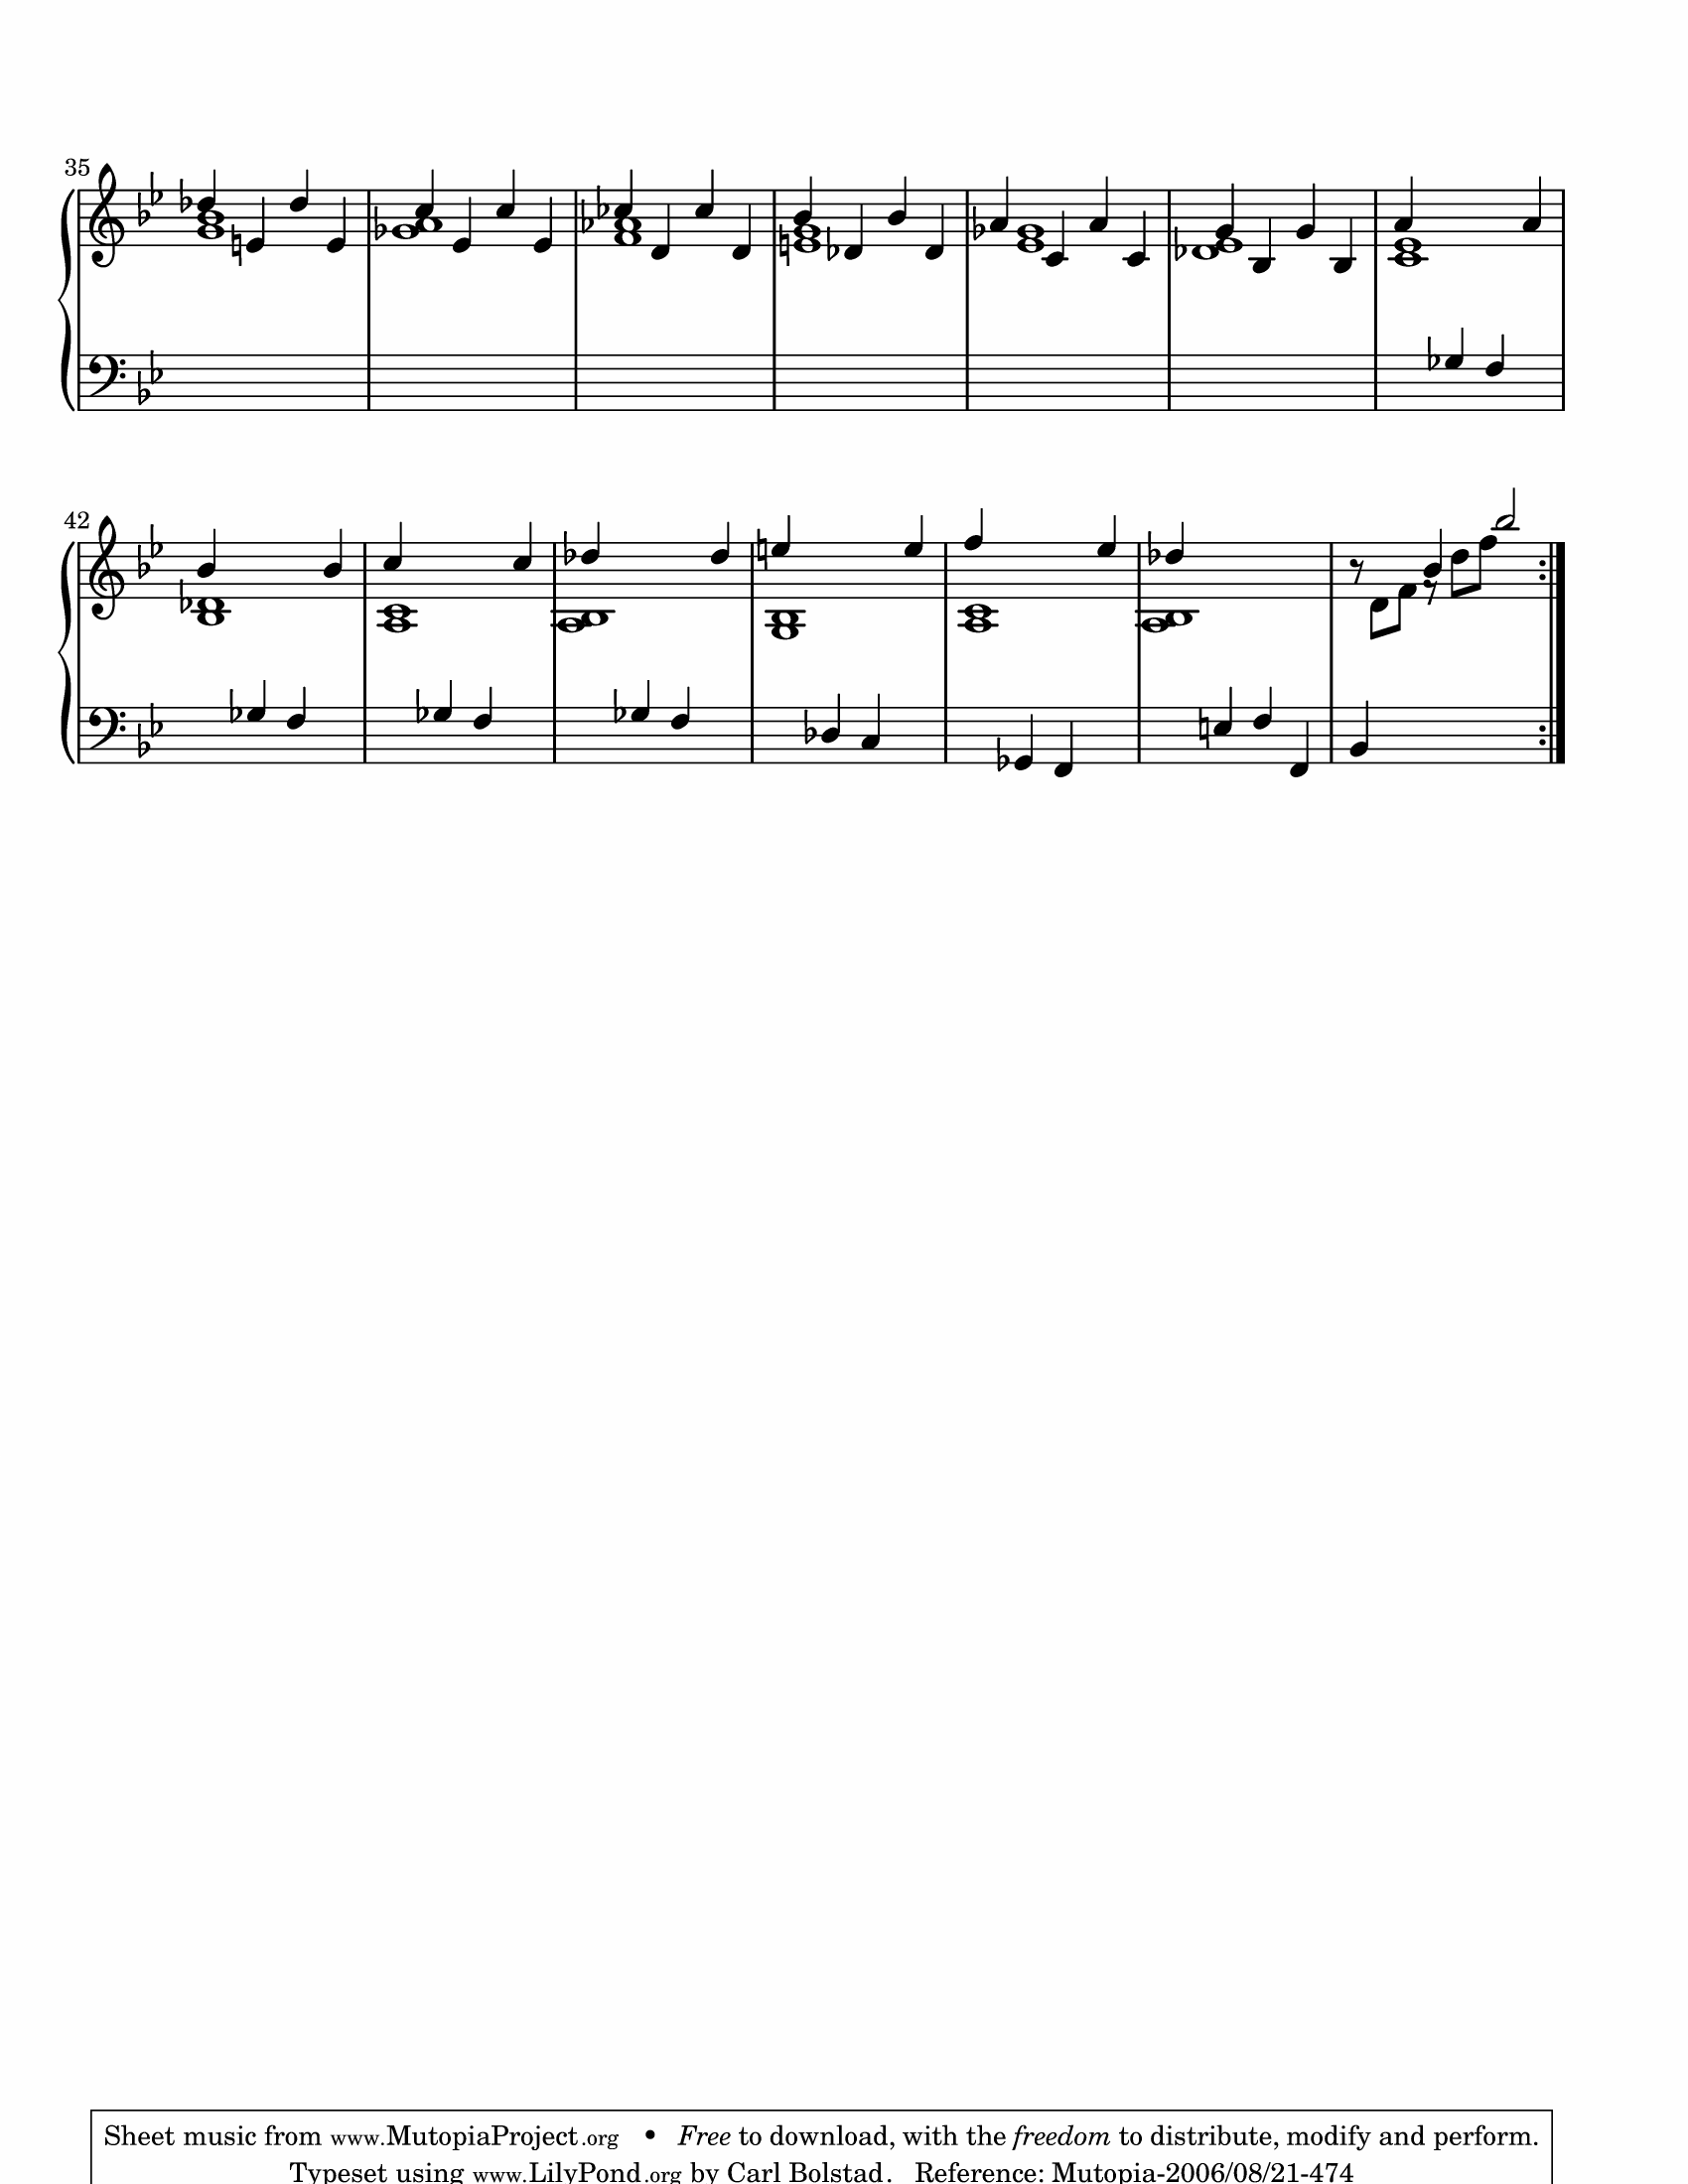 35
42
Sheet music from www.MutopiaProject.org • Free to download, with the freedom to distribute, modify and perform.
Typeset using www.LilyPond.org by Carl Bolstad. Reference: Mutopia-2006/08/21-474